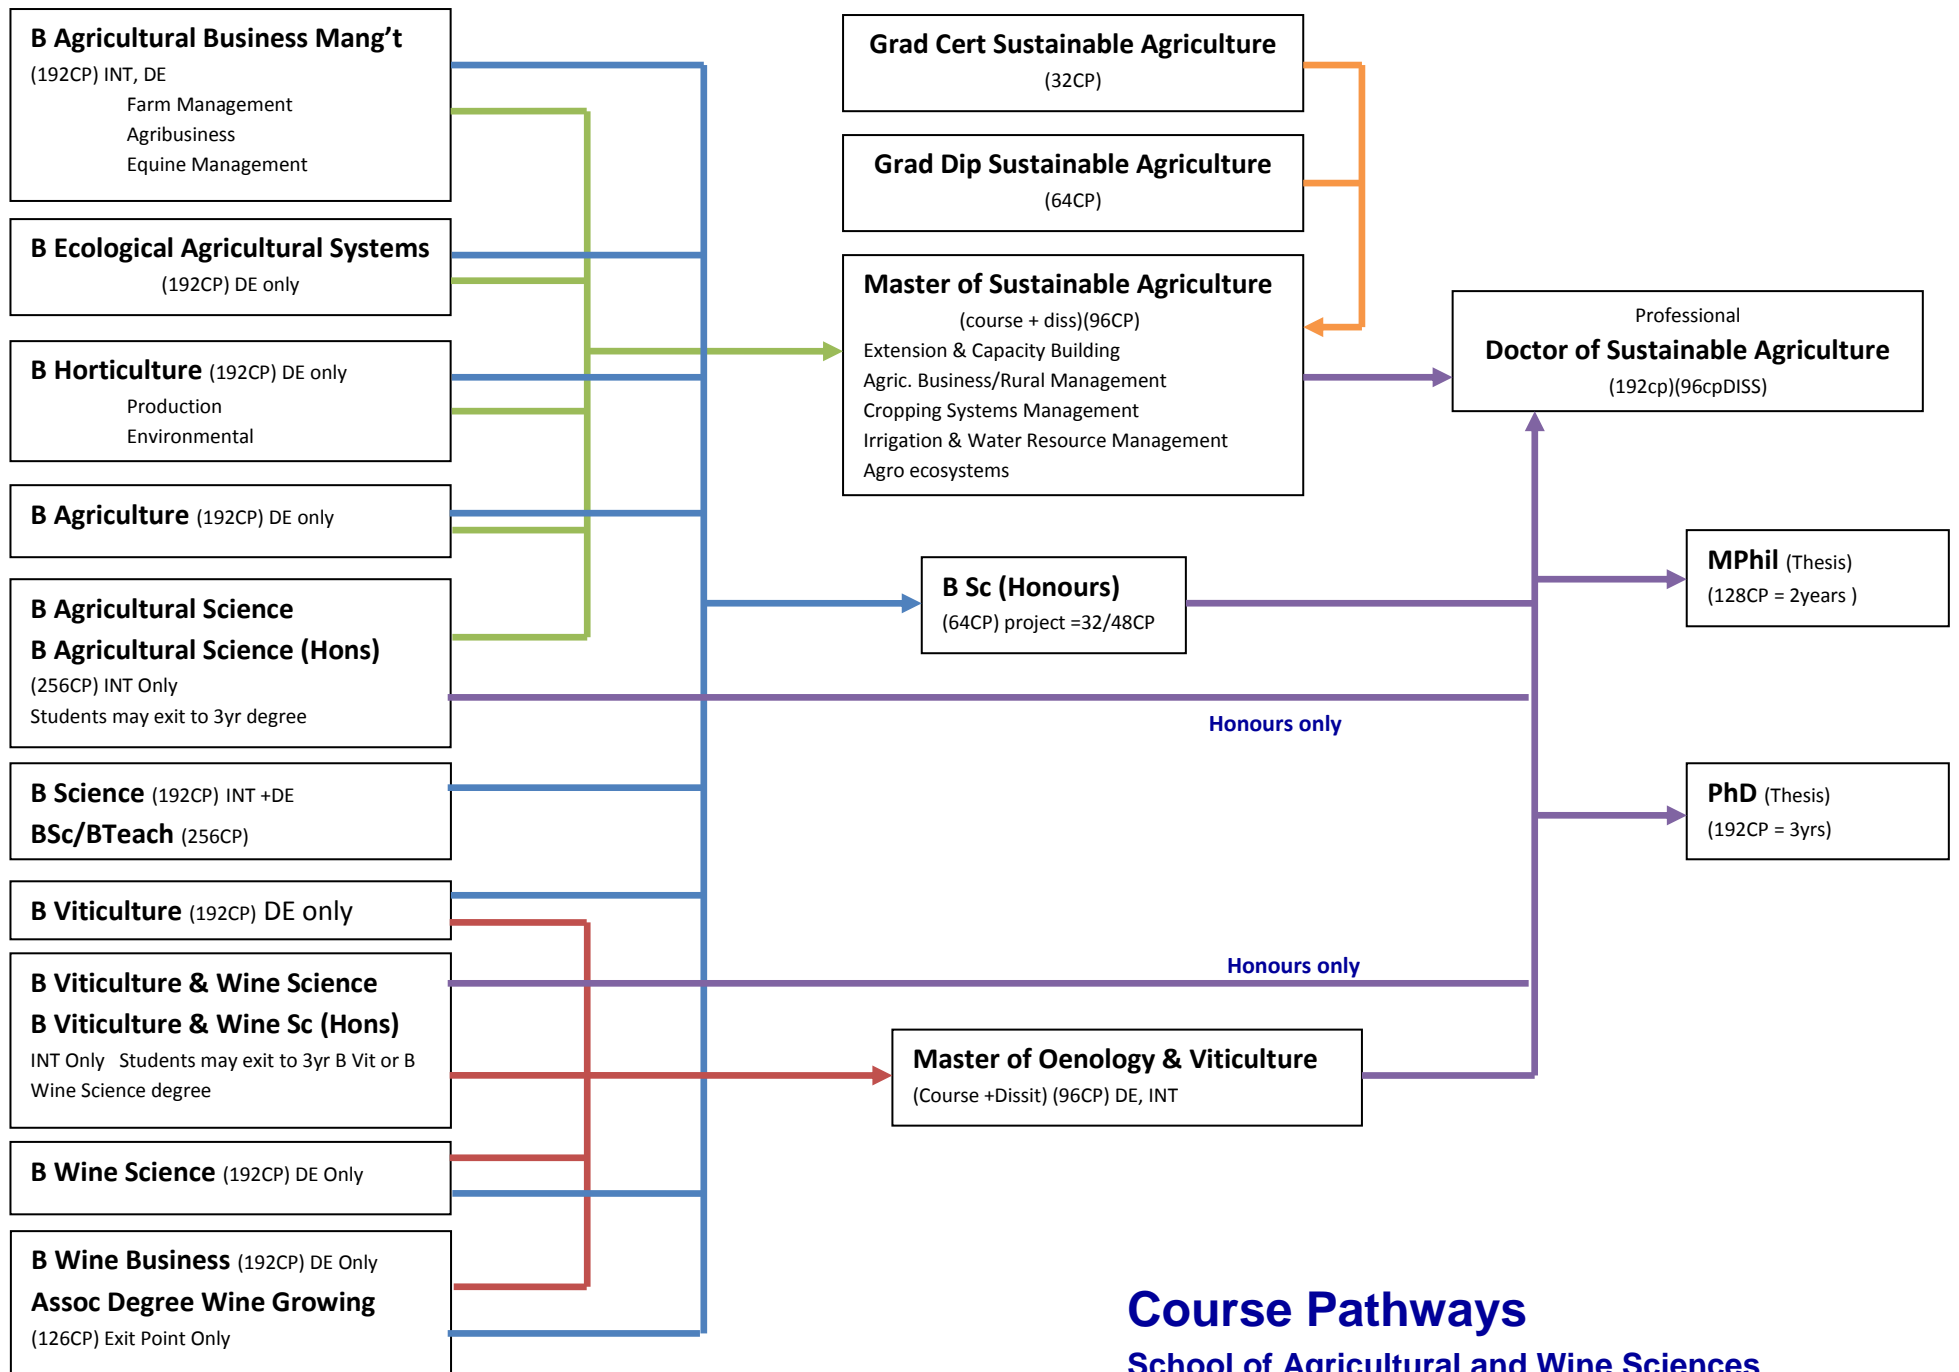 B Agricultural Business Mang’t
(192CP) INT, DE
Farm Management
Agribusiness
Equine Management
B Ecological Agricultural Systems
(192CP) DE only
B Horticulture (192CP) DE only
Production
Environmental
B Agriculture (192CP) DE only
B Agricultural Science
B Agricultural Science (Hons)
(256CP) INT Only
Students may exit to 3yr degree
B Science (192CP) INT +DE
BSc/BTeach (256CP)
B Viticulture (192CP) DE only
B Viticulture & Wine Science
B Viticulture & Wine Sc (Hons)
INT Only Students may exit to 3yr B Vit or B
Wine Science degree
B Wine Science (192CP) DE Only
B Wine Business (192CP) DE Only
Assoc Degree Wine Growing
(126CP) Exit Point Only
Grad Cert Sustainable Agriculture
(32CP)
Grad Dip Sustainable Agriculture
(64CP)
Master of Sustainable Agriculture
(course + diss)(96CP)
Extension & Capacity Building
Agric. Business/Rural Management
Cropping Systems Management
Irrigation & Water Resource Management
Agro ecosystems
B Sc (Honours)
(64CP) project =32/48CP
Honours only
Honours only
Master of Oenology & Viticulture
(Course +Dissit) (96CP) DE, INT
Professional
Doctor of Sustainable Agriculture
(192cp)(96cpDISS)
MPhil (Thesis)
(128CP = 2years )
PhD (Thesis)
(192CP = 3yrs)
Course Pathways
School of Agricultural and Wine Sciences